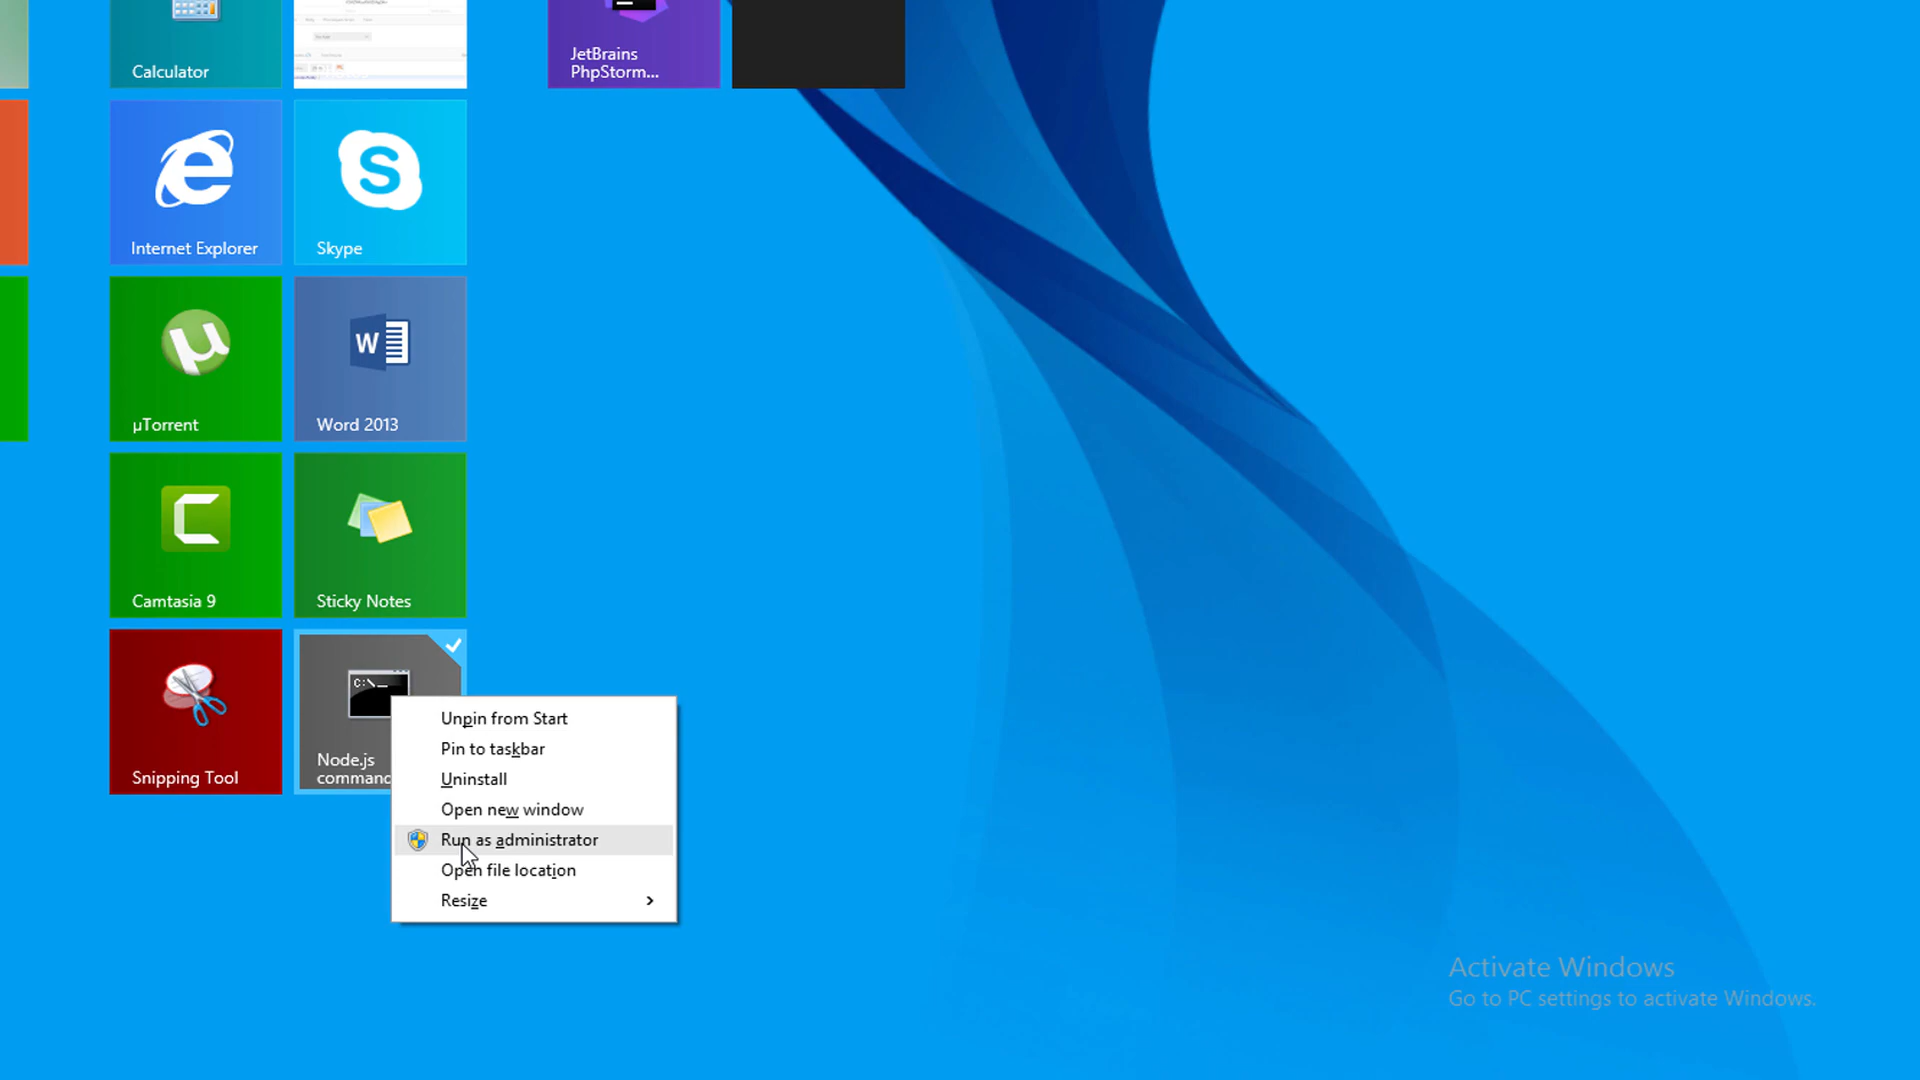 Calculator
JetBrains
PhpStorm...
Internet Explorer
S
Skype
µ
µTorrent
W
Word 2013
C
Camtasia 9
Sticky Notes
Snipping Tool
C:\_
Node.js
command
Unpin from Start
Pin to taskbar
Uninstall
Open new window
Run as administrator
Open file location
Resize
Activate Windows
Go to PC settings to activate Windows.